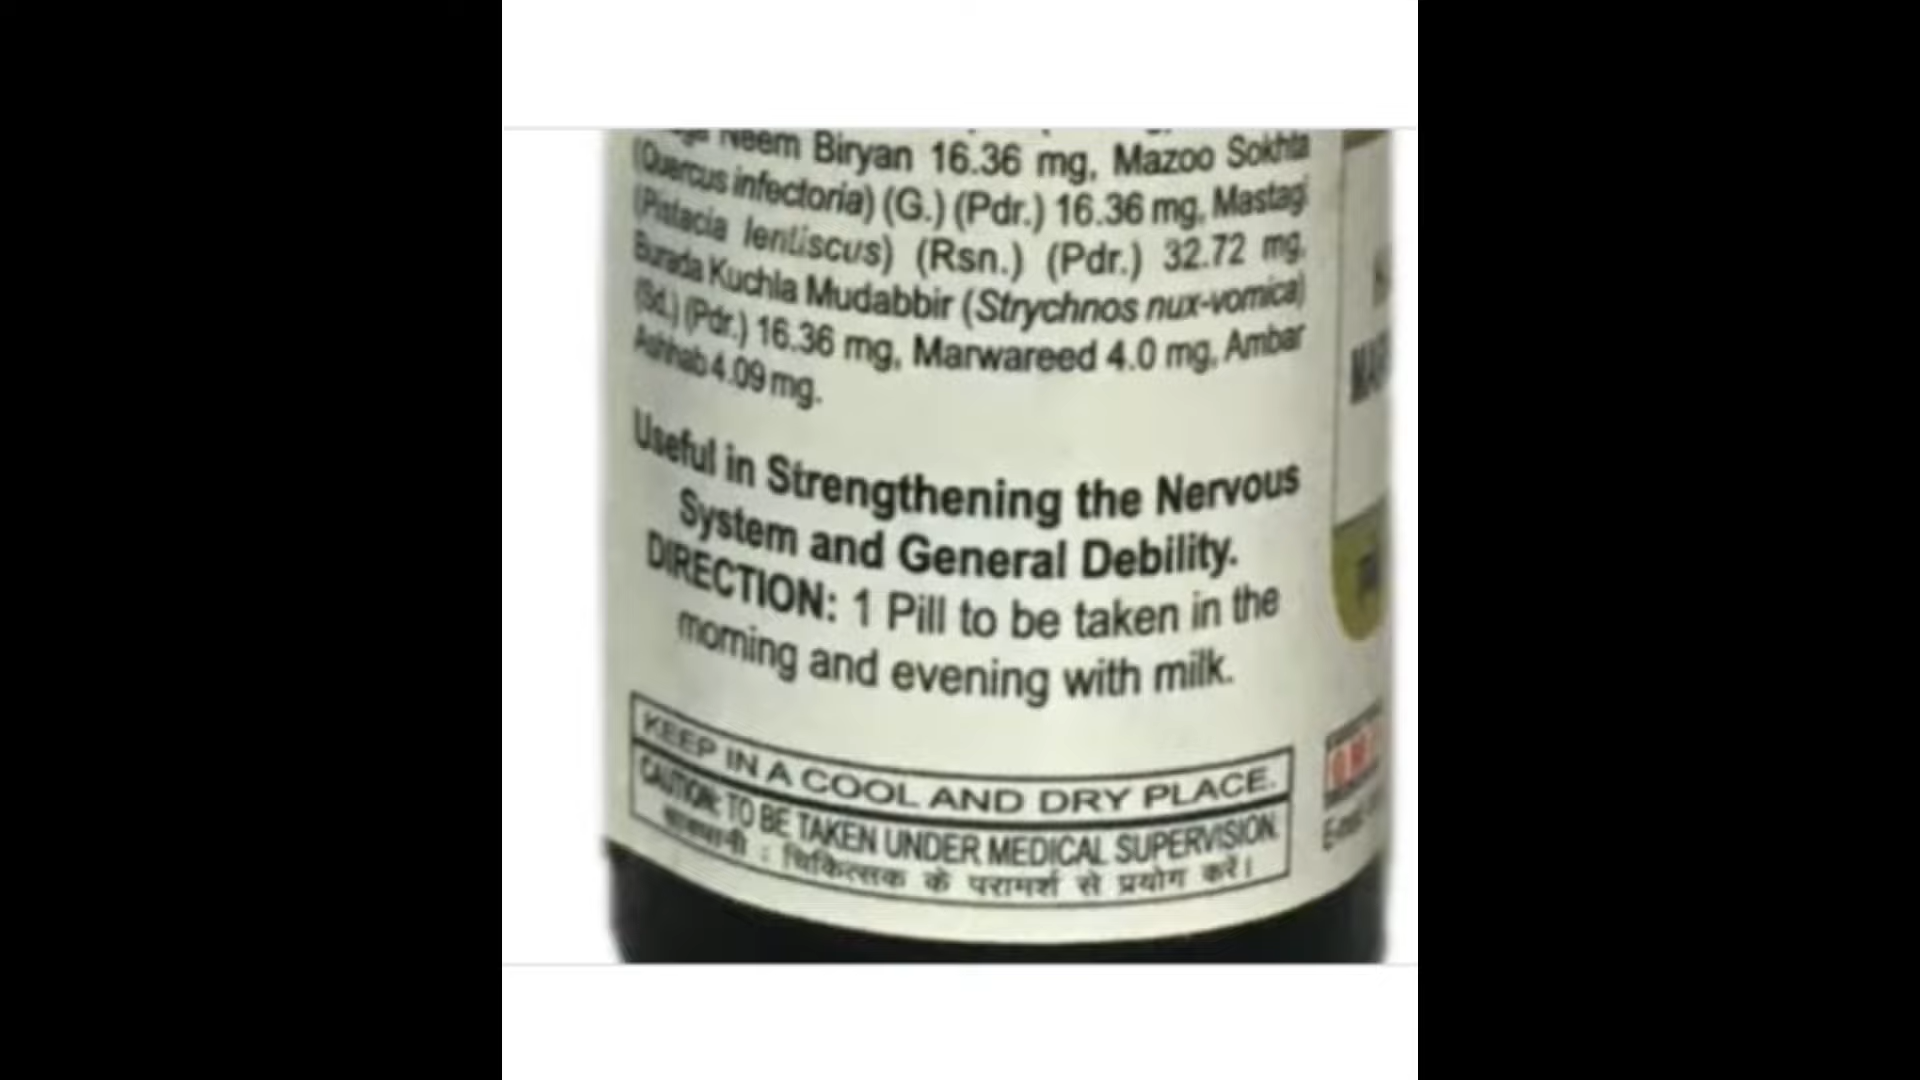 Neem Biryan 16.36 mg, Mazoo Sokhta
(Quercus infectoria) (G.) (Pdr.) 16.36 mg, Mastagi
(Pistacia lentiscus) (Rsn.) (Pdr.) 32.72 mg,
Burada Kuchla Mudabbir (Strychnos nux-vomica)
(Sd.) (Pdr.) 16.36 mg, Marwareed 4.0 mg, Ambar
Ashhab 4.09 mg.
Useful in Strengthening the Nervous
System and General Debility.
DIRECTION: 1 Pill to be taken in the
morning and evening with milk.
KEEP IN A COOL AND DRY PLACE.
CAUTION: TO BE TAKEN UNDER MEDICAL SUPERVISION.
सावधानी : चिकित्सक के परामर्श से प्रयोग करें।